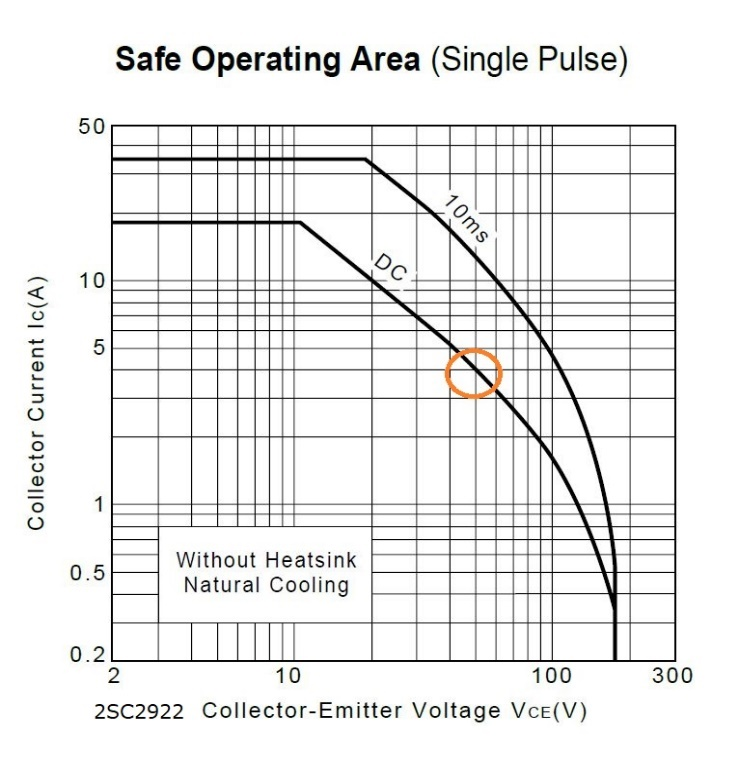 Safe Operating Area (Single Pulse)
50
10
5
1
0.5
0.2
Collector Current Ic(A)
10ms
DC
Without Heatsink
Natural Cooling
2
10
100
300
2SC2922 Collector-Emitter Voltage VCE(V)